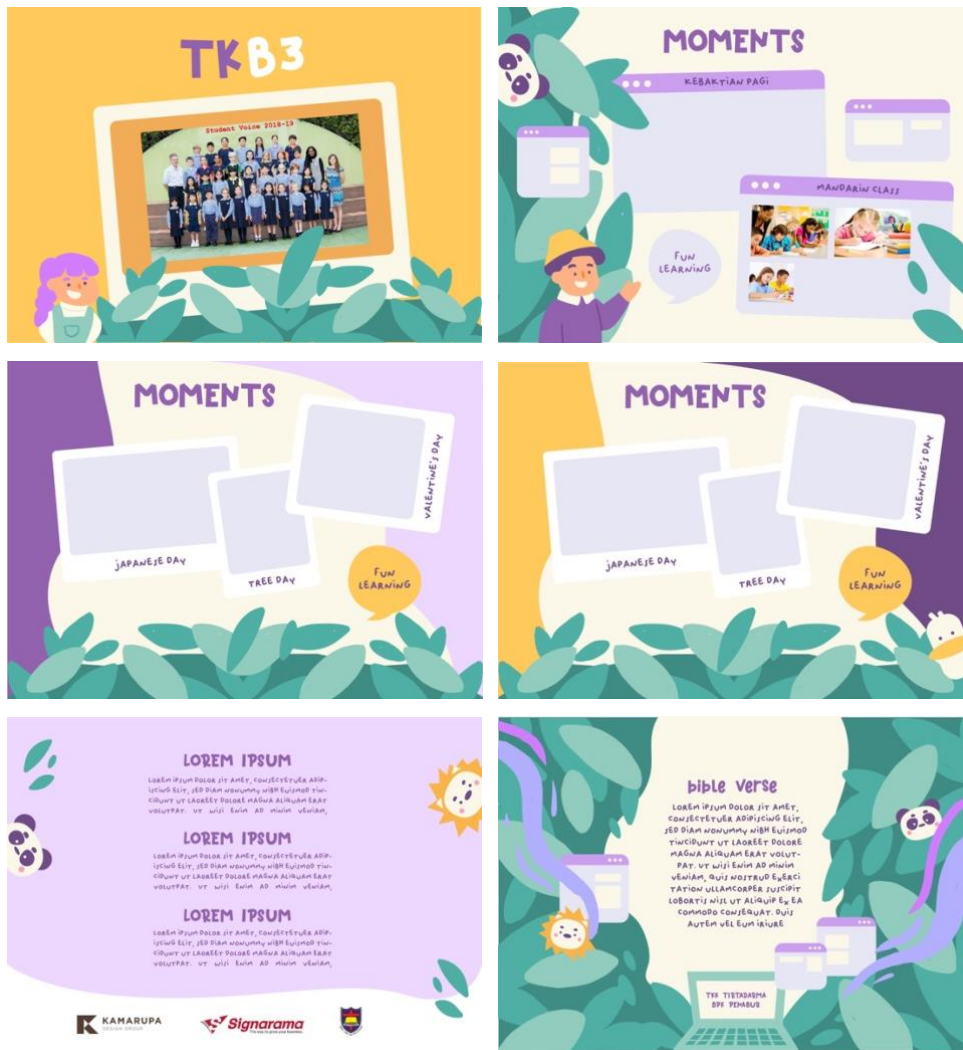 TKB3
Student Voice 2018-19
MOMENTS
KEBAKTIAN PAGI
MANDARIN CLASS
FUN
LEARNING
MOMENTS
VALENTINE'S DAY
JAPANESE DAY
TREE DAY
FUN
LEARNING
MOMENTS
VALENTINE'S DAY
JAPANESE DAY
TREE DAY
FUN
LEARNING
LOREM IPSUM
LOREM IPSUM DOLOR SIT AMET, CONSECTETUER ADIP-
ISCING ELIT, SED DIAM NONUMMY NIBH EUISMOD TIN-
CIDUNT UT LAOREET DOLORE MAGNA ALIQUAM ERAT
VOLUTPAT. UT WISI ENIM AD MINIM VENIAM,
LOREM IPSUM
LOREM IPSUM DOLOR SIT AMET, CONSECTETUER ADIP-
ISCING ELIT, SED DIAM NONUMMY NIBH EUISMOD TIN-
CIDUNT UT LAOREET DOLORE MAGNA ALIQUAM ERAT
VOLUTPAT. UT WISI ENIM AD MINIM VENIAM,
LOREM IPSUM
LOREM IPSUM DOLOR SIT AMET, CONSECTETUER ADIP-
ISCING ELIT, SED DIAM NONUMMY NIBH EUISMOD TIN-
CIDUNT UT LAOREET DOLORE MAGNA ALIQUAM ERAT
VOLUTPAT. UT WISI ENIM AD MINIM VENIAM,
KAMARUPA
DESIGN GROUP
Signarama
The way to grow your business.
bible verse
LOREM IPSUM DOLOR SIT AMET,
CONSECTETUER ADIPISCING ELIT,
SED DIAM NONUMMY NIBH EUISMOD
TINCIDUNT UT LAOREET DOLORE
MAGNA ALIQUAM ERAT VOLUT-
PAT. UT WISI ENIM AD MINIM
VENIAM, QUIS NOSTRUD EXERCI
TATION ULLAMCORPER SUSCIPIT
LOBORTIS NISL UT ALIQUIP EX EA
COMMODO CONSEQUAT. DUIS
AUTEM VEL EUM IRIURE
TKK TIRTADARMA
BPK PENABUR